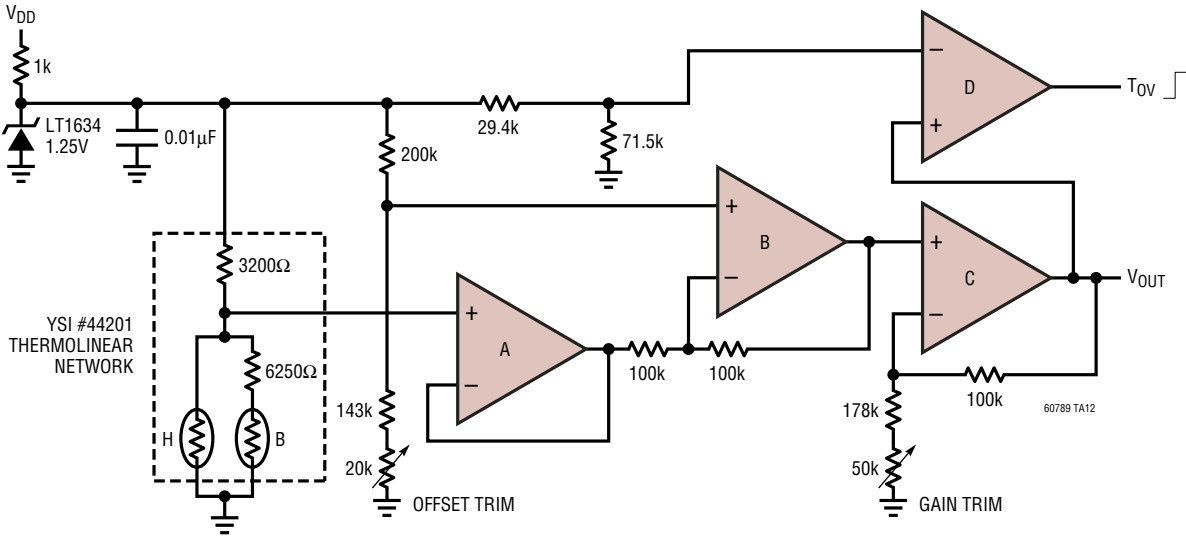 VDD
1k
LT1634
1.25V
0.01µF
200k
29.4k
71.5k
D
−
+
TOV
B
+
−
C
+
−
VOUT
3200Ω
YSI #44201
THERMOLINEAR
NETWORK
6250Ω
H
B
A
+
−
100k
100k
100k
143k
20k
OFFSET TRIM
178k
50k
GAIN TRIM
60789 TA12